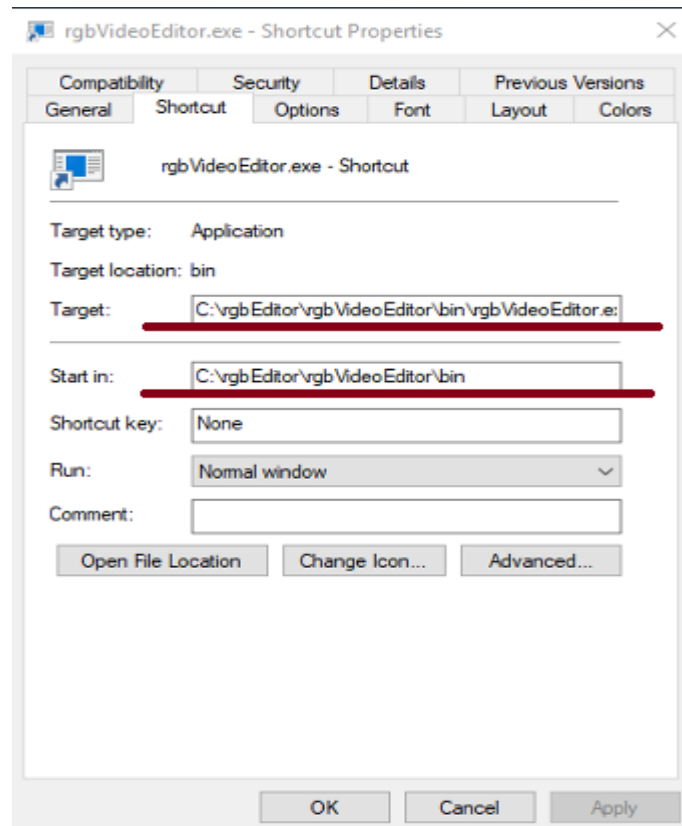 rgbVideoEditor.exe - Shortcut Properties
Compatibility Security Details Previous Versions
General Shortcut Options Font Layout Colors
rgbVideoEditor.exe - Shortcut
Target type: Application
Target location: bin
Target: C:\rgbEditor\rgbVideoEditor\bin\rgbVideoEditor.e
Start in: C:\rgbEditor\rgbVideoEditor\bin
Shortcut key: None
Run: Normal window
Comment:
Open File Location Change Icon... Advanced...
OK Cancel Apply